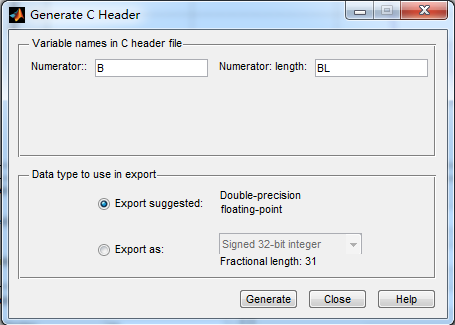 Generate C Header
Variable names in C header file
Numerator:: B Numerator: length: BL
Data type to use in export
Export suggested: Double-precision
floating-point
Export as: Signed 32-bit integer
Fractional length: 31
Generate Close Help